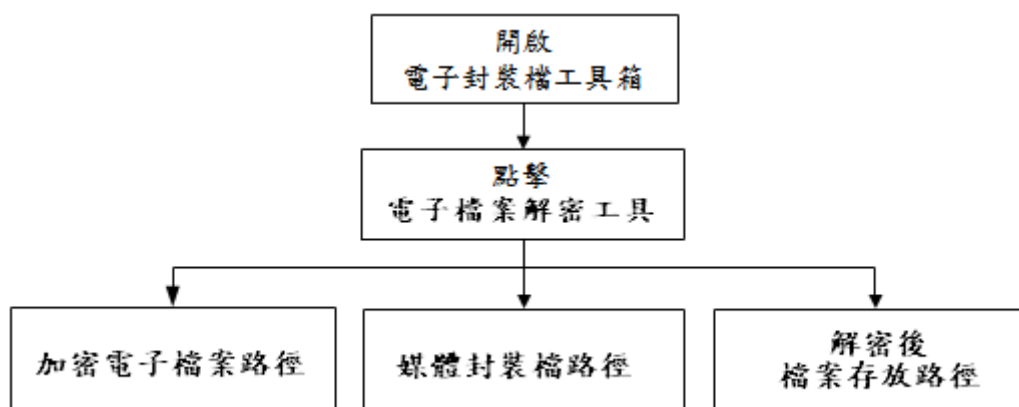 開啟
電子封裝檔工具箱
點擊
電子檔案解密工具
加密電子檔案路徑
媒體封裝檔路徑
解密後
檔案存放路徑